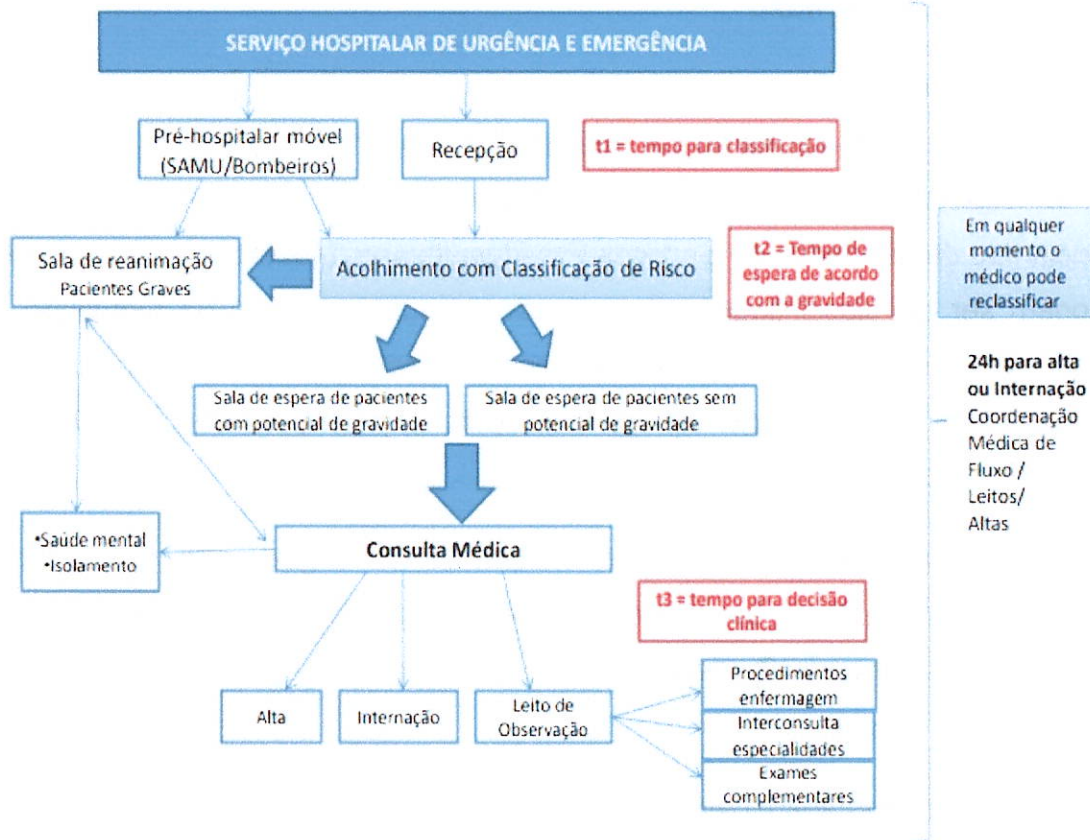 SERVIÇO HOSPITALAR DE URGÊNCIA E EMERGÊNCIA
Pré-hospitalar móvel
(SAMU/Bombeiros)
Recepção
t1 = tempo para classificação
Sala de reanimação
Pacientes Graves
Acolhimento com Classificação de Risco
t2 = Tempo de
espera de acordo
com a gravidade
Em qualquer
momento o
médico pode
reclassificar
Sala de espera de pacientes
com potencial de gravidade
Sala de espera de pacientes sem
potencial de gravidade
24h para alta
ou Internação
Coordenação
Médica de
Fluxo /
Leitos/
Altas
•Saúde mental
•Isolamento
Consulta Médica
t3 = tempo para decisão
clínica
Alta
Internação
Leito de
Observação
Procedimentos
enfermagem
Interconsulta
especialidades
Exames
complementares